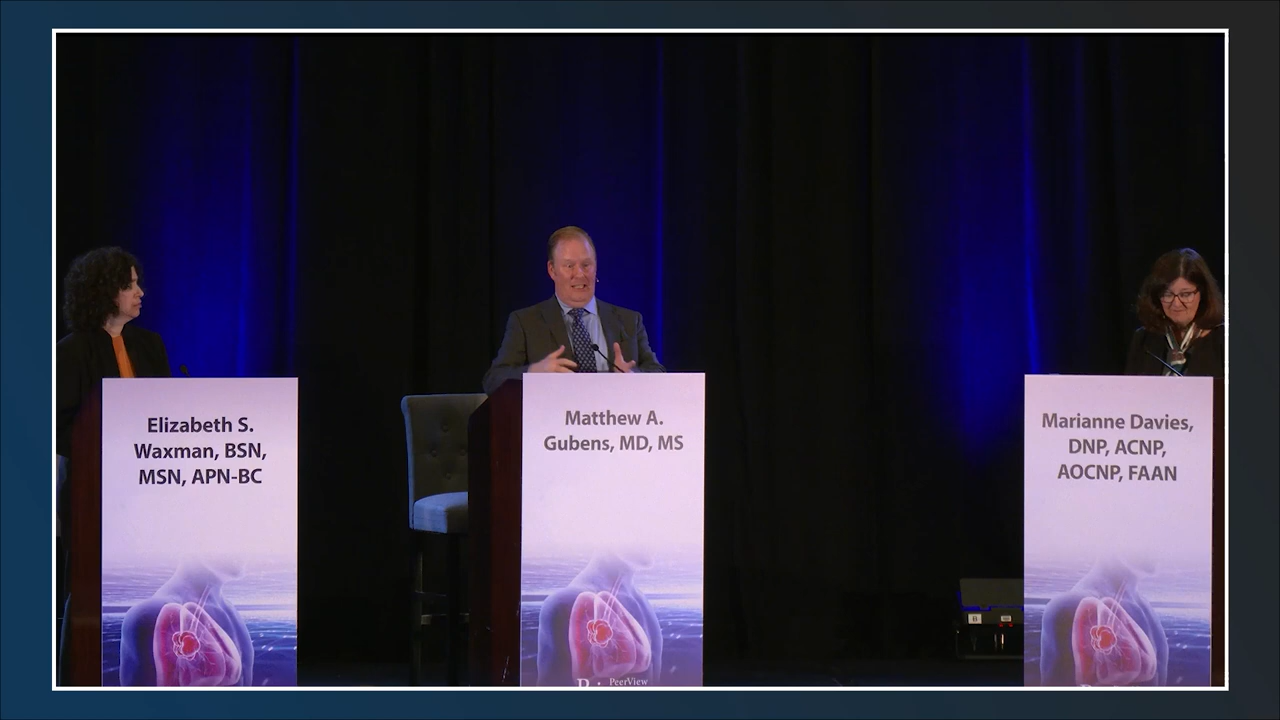 Elizabeth S.
Waxman, BSN,
MSN, APN-BC
Matthew A.
Gubens, MD, MS
PeerView
Marianne Davies,
DNP, ACNP,
AOCNP, FAAN